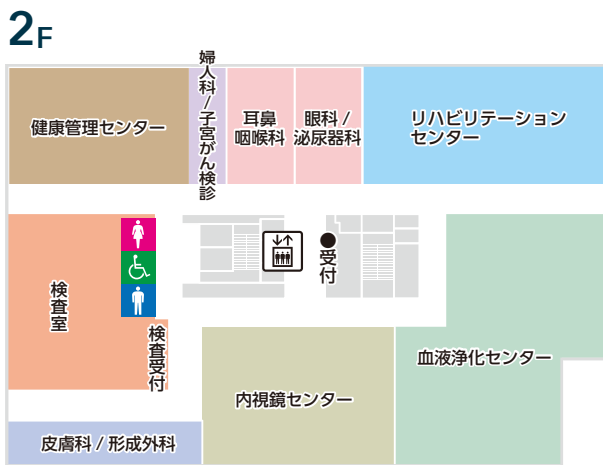 2F
健康管理センター
婦人科/子宮がん検診
耳鼻
咽喉科
眼科/
泌尿器科
リハビリテーション
センター
受付
検査室
検査受付
血液浄化センター
内視鏡センター
皮膚科/形成外科